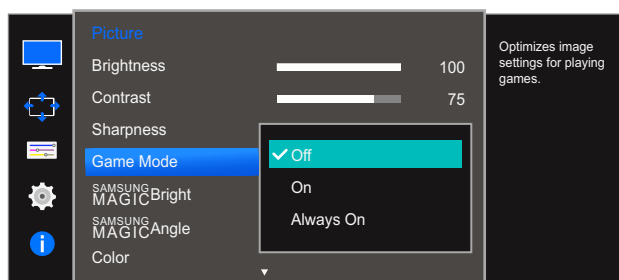 Picture
Brightness 100
Contrast 75
Sharpness
Game Mode
SAMSUNG
MAGICBright
SAMSUNG
MAGICAngle
Color
Off
On
Always On
Optimizes image
settings for playing
games.